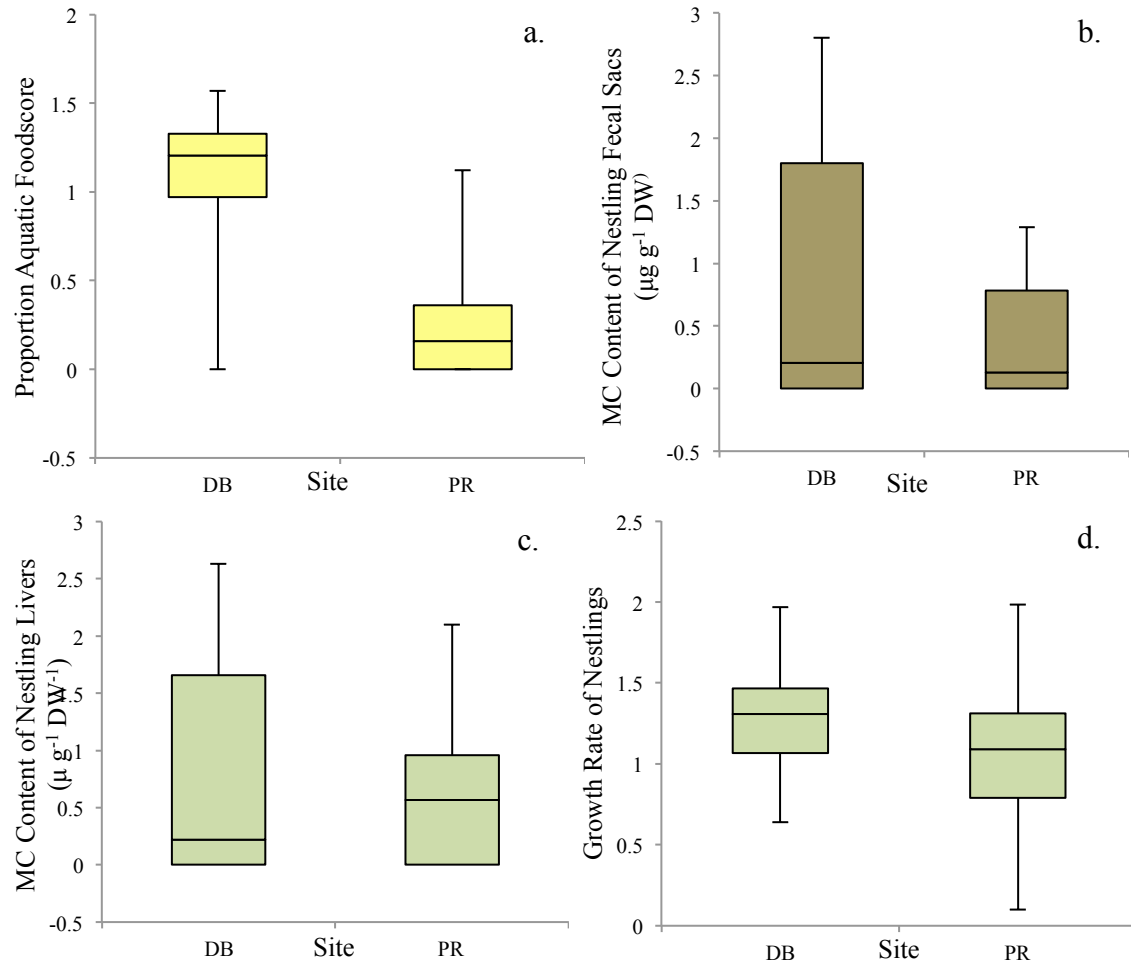 a.
Proportion Aquatic Foodscore
2
1.5
1
0.5
0
-0.5
DB
Site
PR
b.
MC Content of Nestling Fecal Sacs
(µg g-1 DW)
3
2.5
2
1.5
1
0.5
0
-0.5
DB
Site
PR
c.
MC Content of Nestling Livers
(µ g-1 DW-1)
3
2.5
2
1.5
1
0.5
0
-0.5
DB
Site
PR
d.
Growth Rate of Nestlings
2.5
2
1.5
1
0.5
0
DB
Site
PR